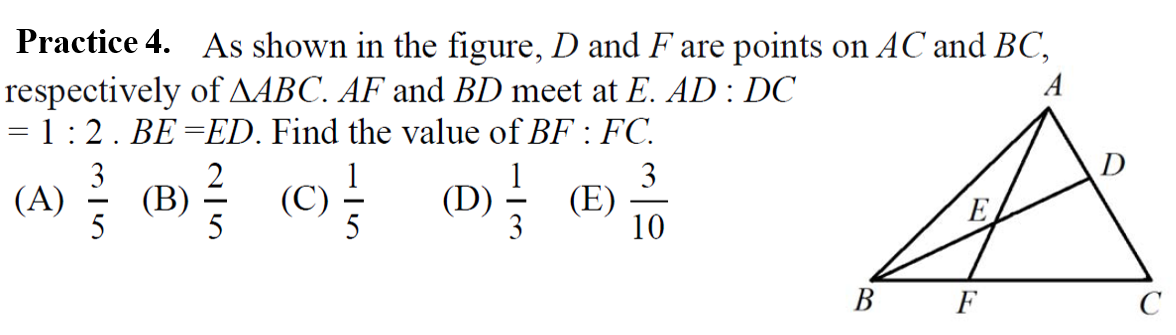 Practice 4. As shown in the figure, D and F are points on AC and BC,
respectively of ΔABC. AF and BD meet at E. AD : DC
= 1 : 2 . BE =ED. Find the value of BF : FC.
(A) 3/5 (B) 2/5 (C) 1/5 (D) 1/3 (E) 3/10
A
D
E
B F C